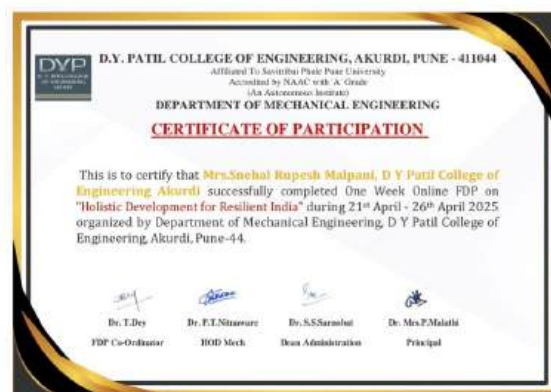 DYP
D.Y. PATIL COLLEGE OF ENGINEERING, AKURDI, PUNE - 411044
Affiliated To Savitribai Phule Pune University
Accredited by NAAC with 'A' Grade
(An Autonomous Institute)
DEPARTMENT OF MECHANICAL ENGINEERING
CERTIFICATE OF PARTICIPATION
This is to certify that Mrs.Snehal Rupesh Malpani, D Y Patil College of
Engineering Akurdi successfully completed One Week Online FDP on
"Holistic Development for Resilient India" during 21st April - 26th April 2025
organized by Department of Mechanical Engineering, D Y Patil College of
Engineering, Akurdi, Pune-44.
Dr. T.Dey Dr. P.T.Nitnaware Dr. S.S.Sarnobat Dr. Mrs.P.Malathi
FDP Co-Ordinator HOD Mech Dean Administration Principal